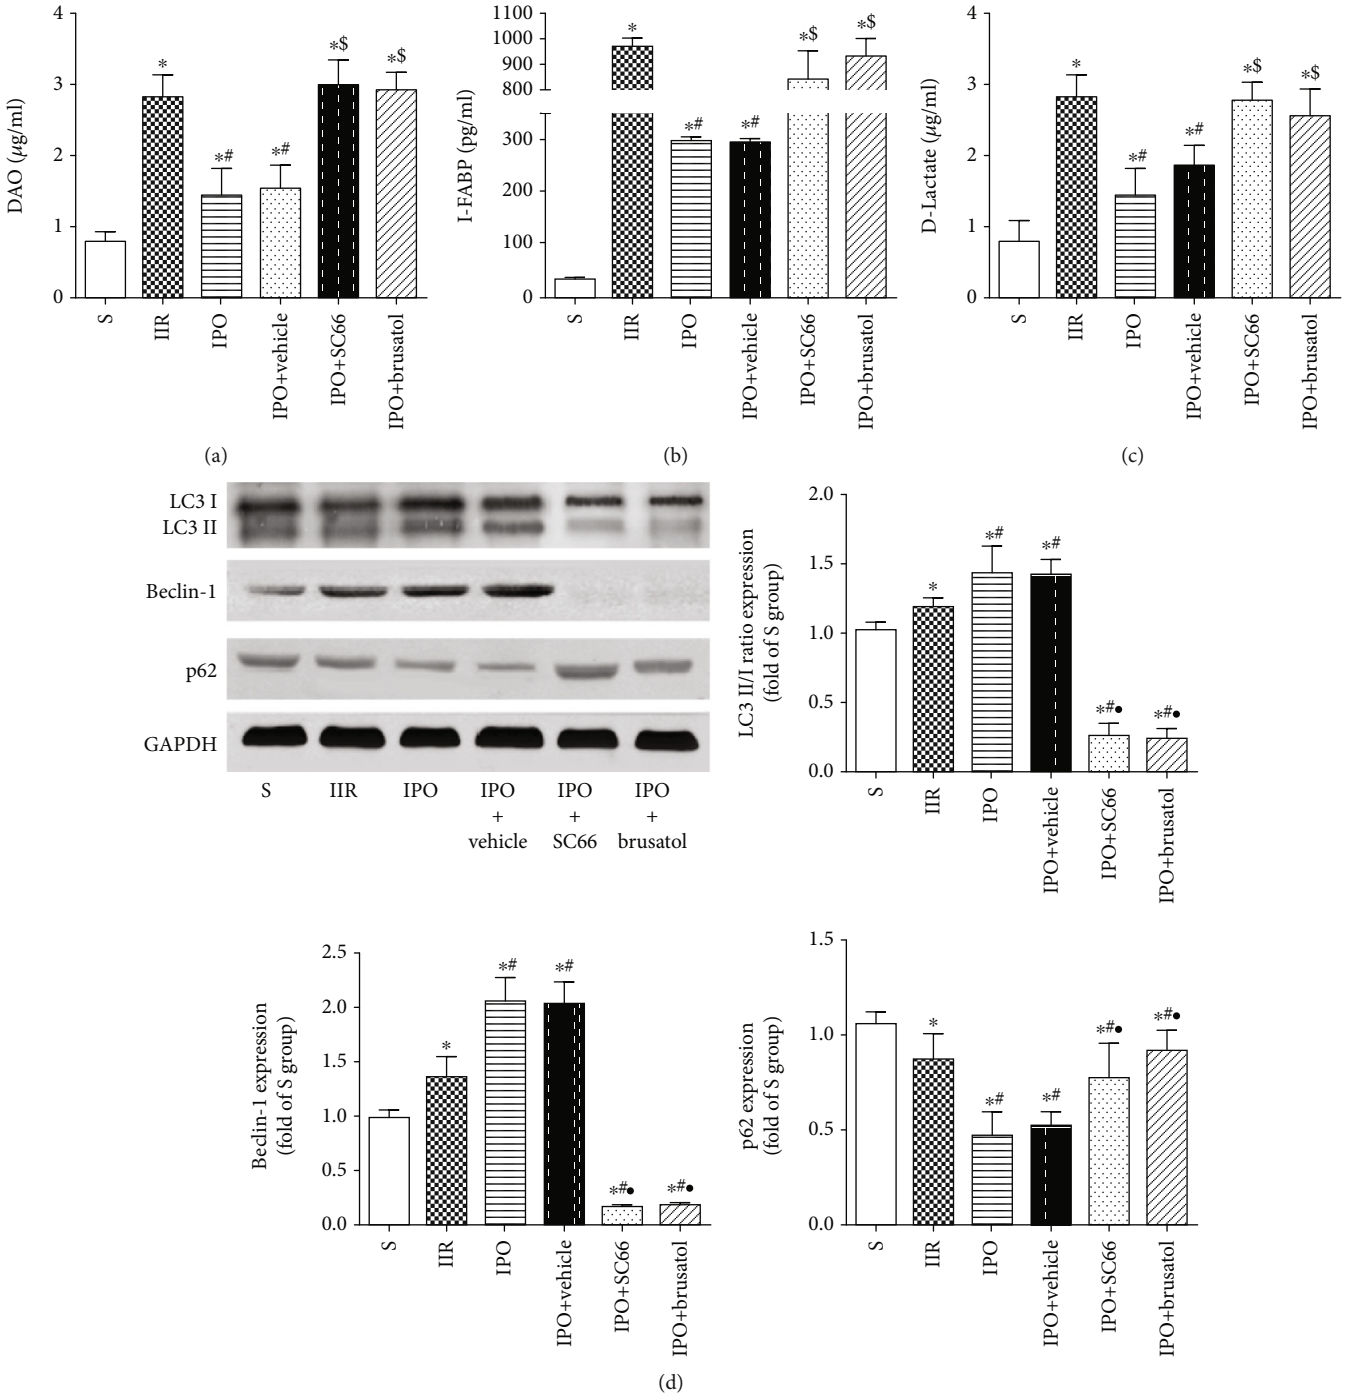 4
3
2
1
0
DAO (μg/ml)
*
*#
*#
*$
*$
S
IIR
IPO
IPO+vehicle
IPO+SC66
IPO+brusatol
(a)
1100
1000
900
800
300
200
100
0
I-FABP (pg/ml)
*
*#
*#
*$
*$
S
IIR
IPO
IPO+vehicle
IPO+SC66
IPO+brusatol
(b)
4
3
2
1
0
D-Lactate (μg/ml)
*
*#
*#
*$
*$
S
IIR
IPO
IPO+vehicle
IPO+SC66
IPO+brusatol
(c)
LC3 I
LC3 II
Beclin-1
p62
GAPDH
S IIR IPO IPO IPO IPO
+ + +
vehicle SC66 brusatol
2.0
1.5
1.0
0.5
0.0
LC3 II/I ratio expression
(fold of S group)
*
*#
*#
*#•
*#•
S
IIR
IPO
IPO+vehicle
IPO+SC66
IPO+brusatol
2.5
2.0
1.5
1.0
0.5
0.0
Beclin-1 expression
(fold of S group)
*
*#
*#
*#•
*#•
S
IIR
IPO
IPO+vehicle
IPO+SC66
IPO+brusatol
1.5
1.0
0.5
0.0
p62 expression
(fold of S group)
*
*#
*#
*#•
*#•
S
IIR
IPO
IPO+vehicle
IPO+SC66
IPO+brusatol
(d)